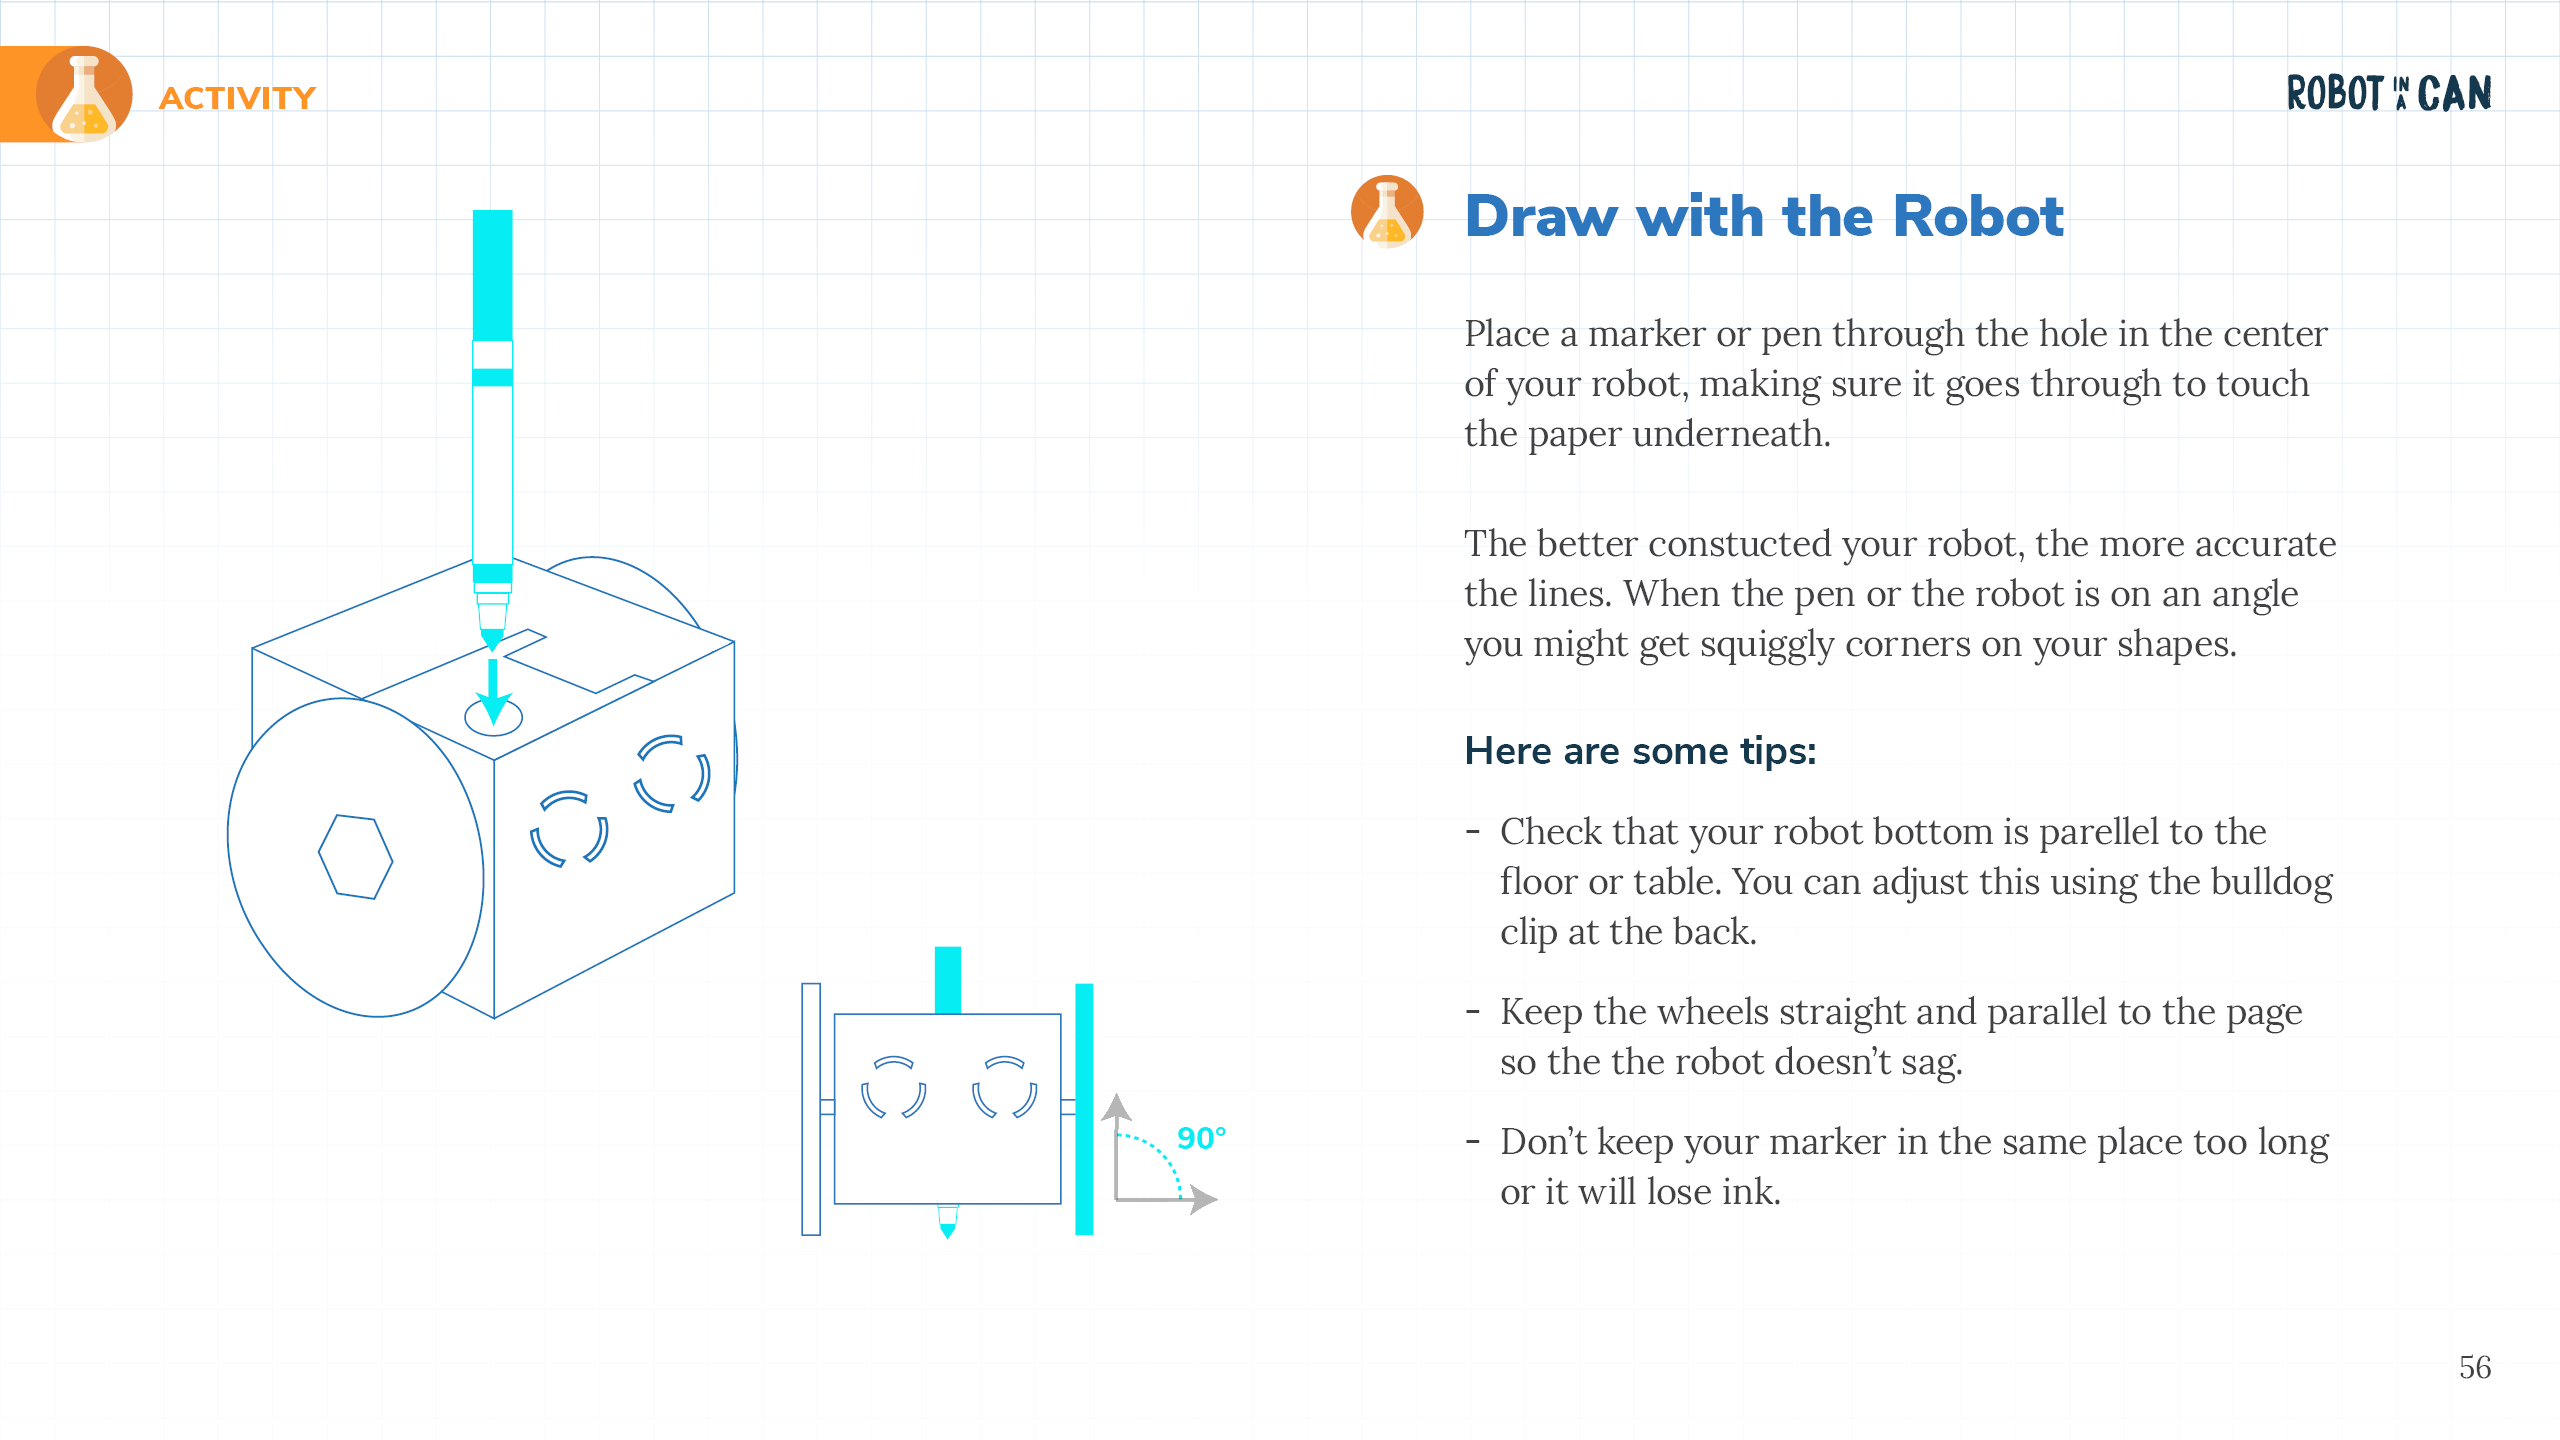 ACTIVITY
ROBOT IN A CAN
Draw with the Robot
Place a marker or pen through the hole in the center
of your robot, making sure it goes through to touch
the paper underneath.
The better constucted your robot, the more accurate
the lines. When the pen or the robot is on an angle
you might get squiggly corners on your shapes.
Here are some tips:
- Check that your robot bottom is parellel to the
floor or table. You can adjust this using the bulldog
clip at the back.
- Keep the wheels straight and parallel to the page
so the the robot doesn’t sag.
- Don’t keep your marker in the same place too long
or it will lose ink.
90°
56